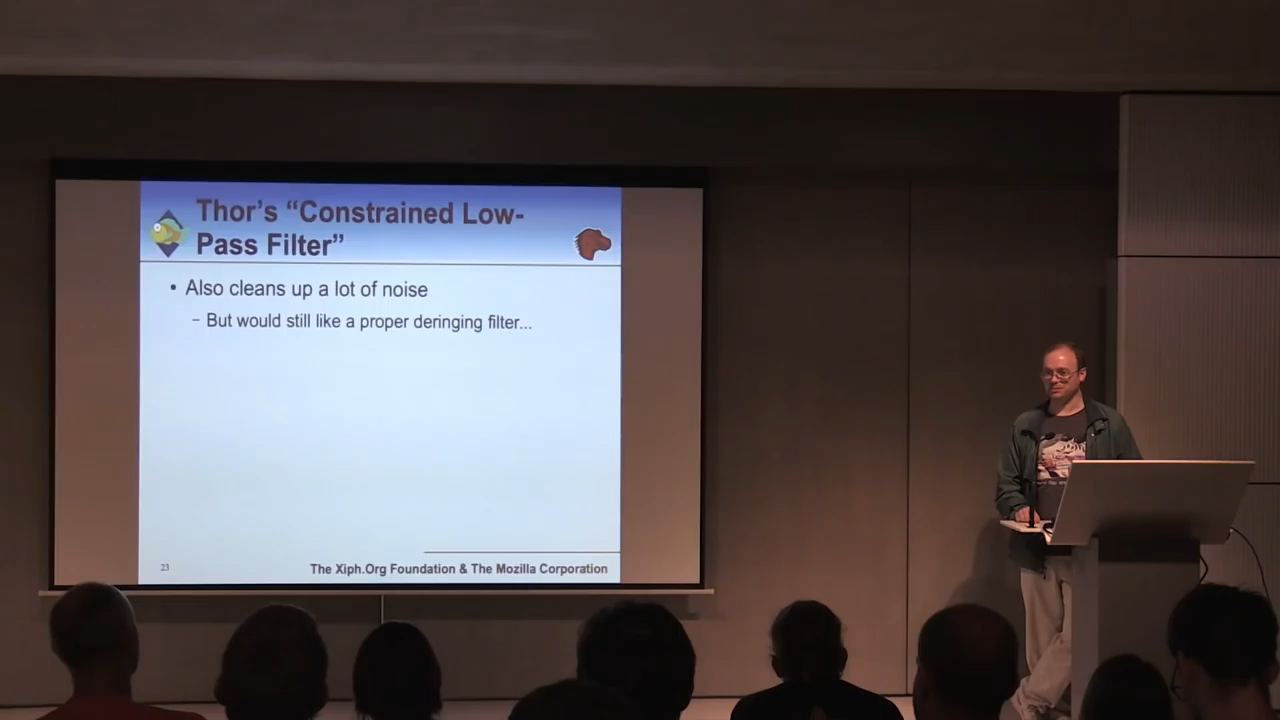 Thor's “Constrained Low-
Pass Filter”
• Also cleans up a lot of noise
– But would still like a proper deringing filter...
23
The Xiph.Org Foundation & The Mozilla Corporation